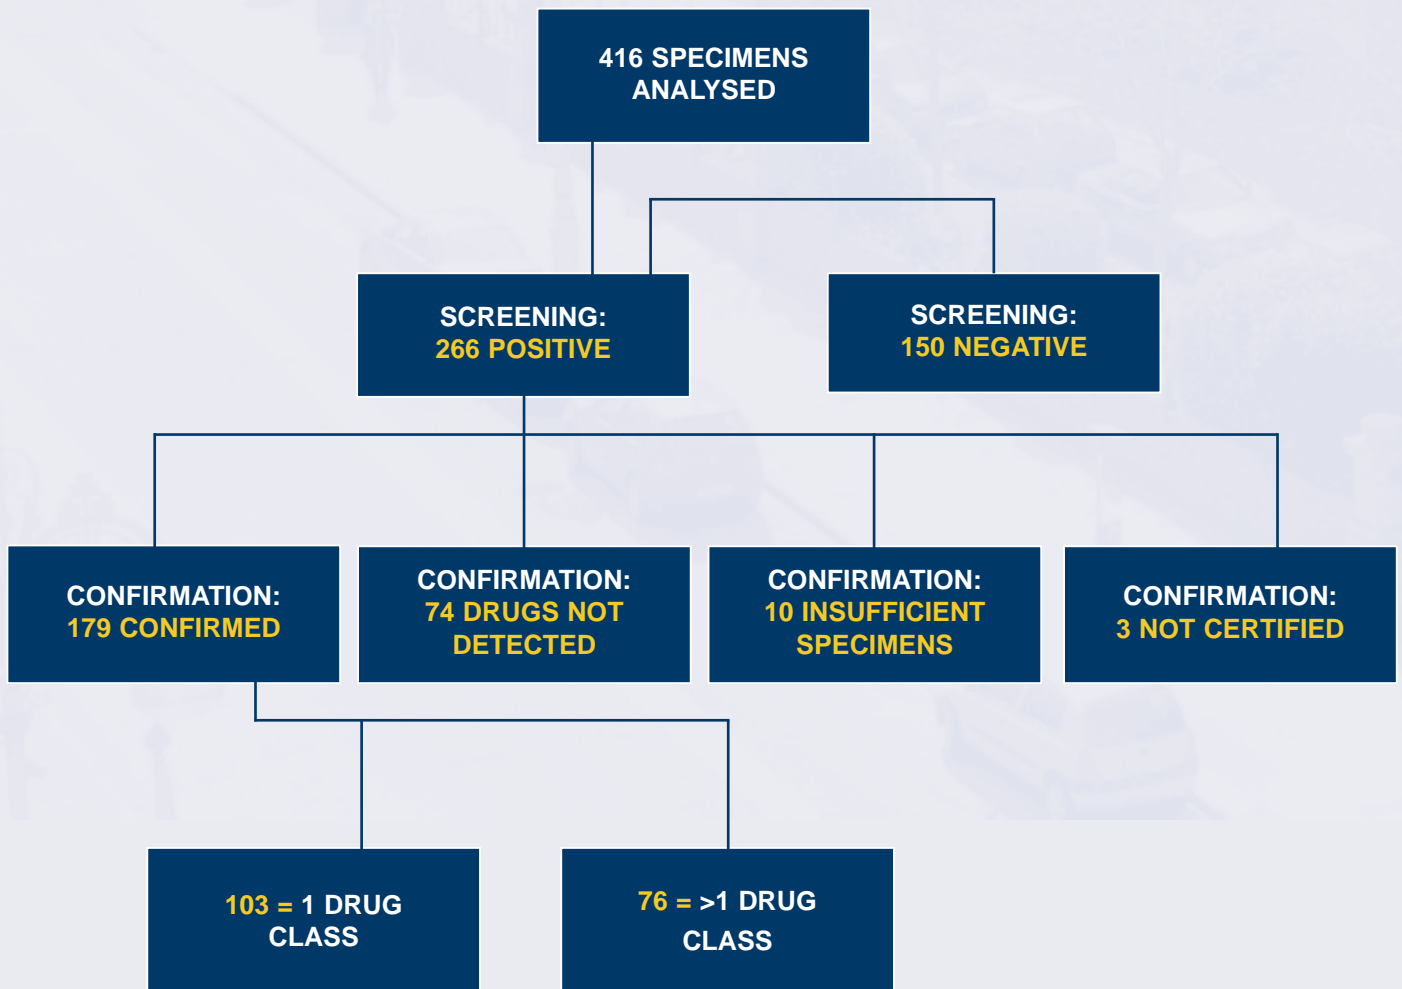 416 SPECIMENS
ANALYSED
SCREENING:
266 POSITIVE
SCREENING:
150 NEGATIVE
CONFIRMATION:
179 CONFIRMED
CONFIRMATION:
74 DRUGS NOT
DETECTED
CONFIRMATION:
10 INSUFFICIENT
SPECIMENS
CONFIRMATION:
3 NOT CERTIFIED
103 = 1 DRUG
CLASS
76 = >1 DRUG
CLASS